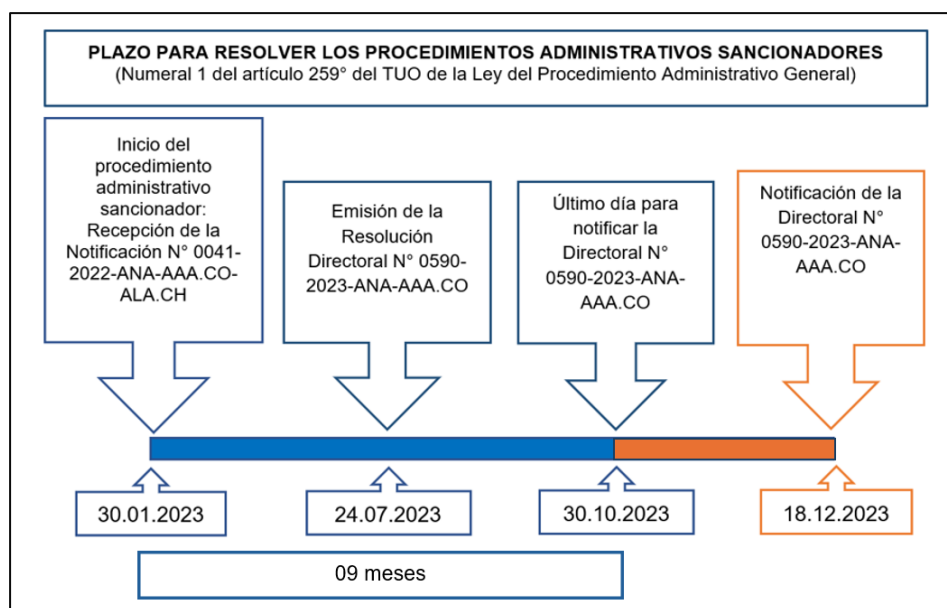 PLAZO PARA RESOLVER LOS PROCEDIMIENTOS ADMINISTRATIVOS SANCIONADORES
(Numeral 1 del artículo 259° del TUO de la Ley del Procedimiento Administrativo General)
Inicio del
procedimiento
administrativo
sancionador:
Recepción de la
Notificación N° 0041-
2022-ANA-AAA.CO-
ALA.CH
Emisión de la
Resolución
Directoral N° 0590-
2023-ANA-AAA.CO
Último día para
notificar la
Directoral N°
0590-2023-ANA-
AAA.CO
Notificación de la
Directoral N°
0590-2023-ANA-
AAA.CO
30.01.2023
24.07.2023
30.10.2023
18.12.2023
09 meses